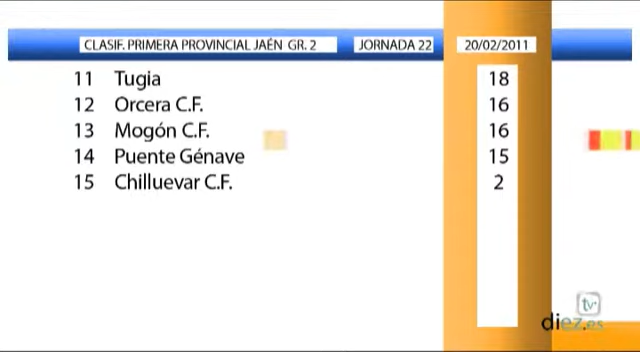 CLASIF. PRIMERA PROVINCIAL JAÉN GR. 2 JORNADA 22 20/02/2011
11 Tugia 18
12 Orcera C.F. 16
13 Mogón C.F. 16
14 Puente Génave 15
15 Chilluevar C.F. 2
tv
diez.es